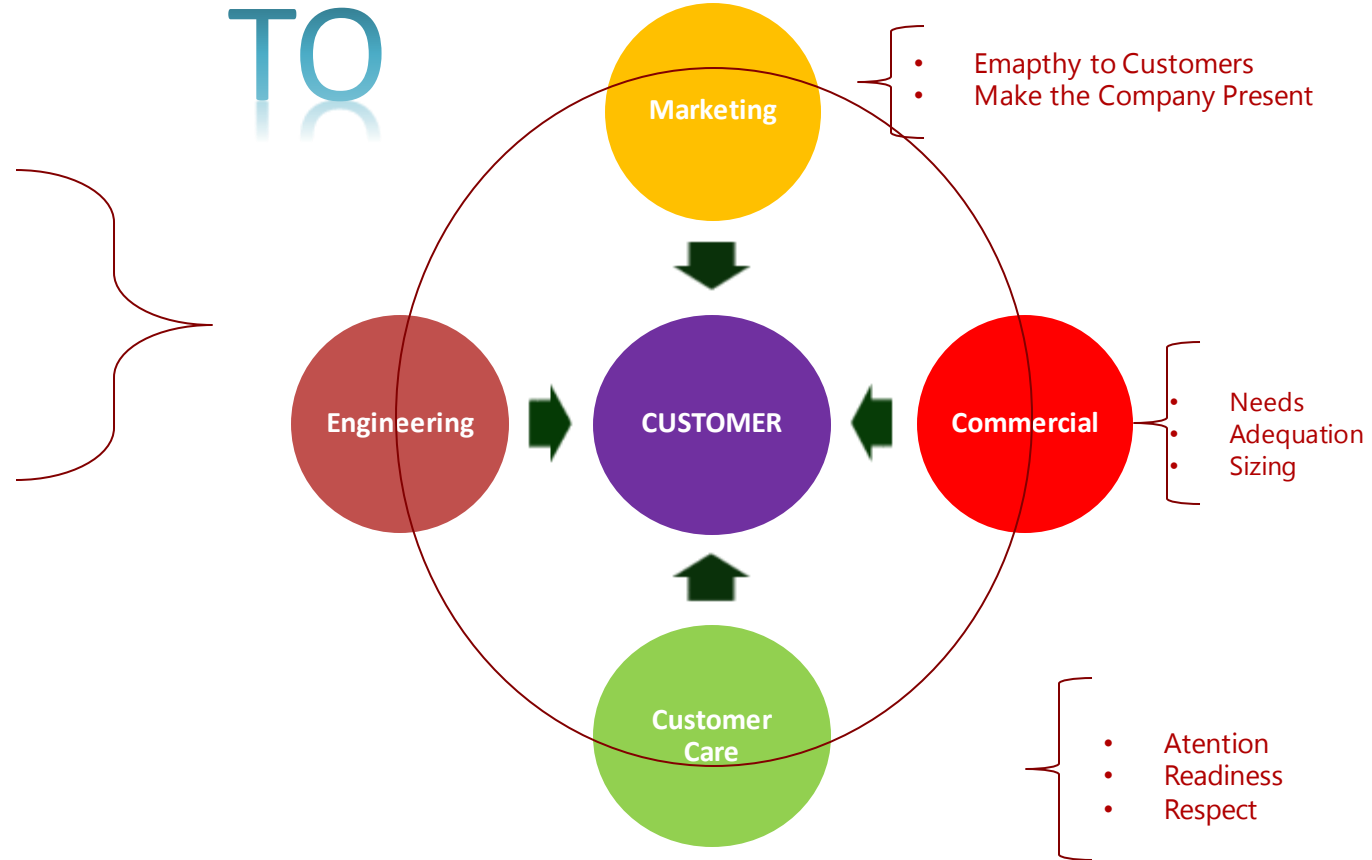 TO
Marketing
• Emapthy to Customers
• Make the Company Present
Engineering
CUSTOMER
Commercial
• Needs
• Adequation
• Sizing
Customer
Care
• Atention
• Readiness
• Respect